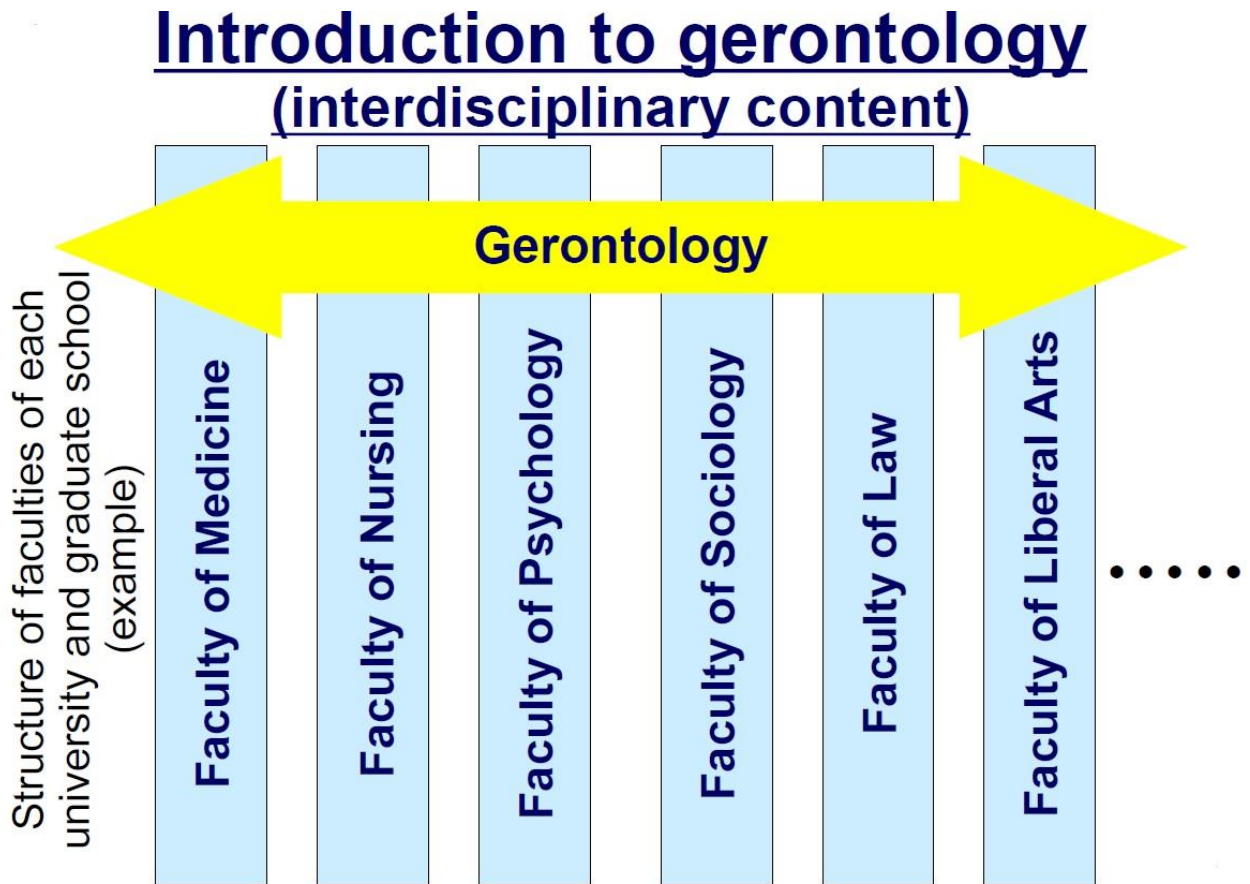 Introduction to gerontology
(interdisciplinary content)
Gerontology
Structure of faculties of each
university and graduate school
(example)
Faculty of Medicine
Faculty of Nursing
Faculty of Psychology
Faculty of Sociology
Faculty of Law
Faculty of Liberal Arts
•••••